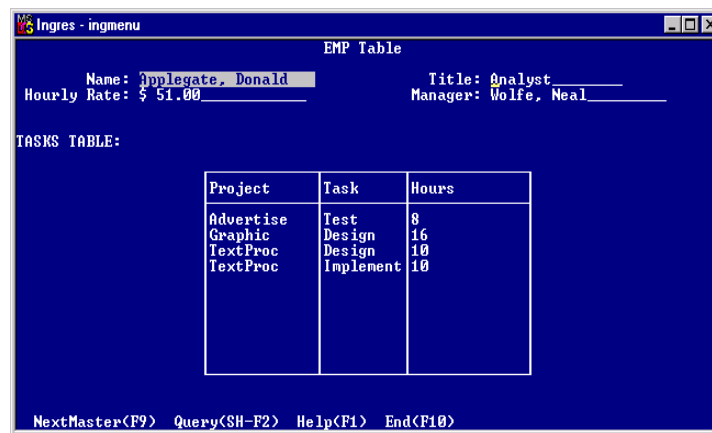 Ingres - ingmenu
EMP Table
Name: Applegate, Donald Title: Analyst
Hourly Rate: $ 51.00 Manager: Wolfe, Neal
TASKS TABLE:
Project Task Hours
Advertise Test 8
Graphic Design 16
TextProc Design 10
TextProc Implement 10
NextMaster(F9) Query(SH-F2) Help(F1) End(F10)